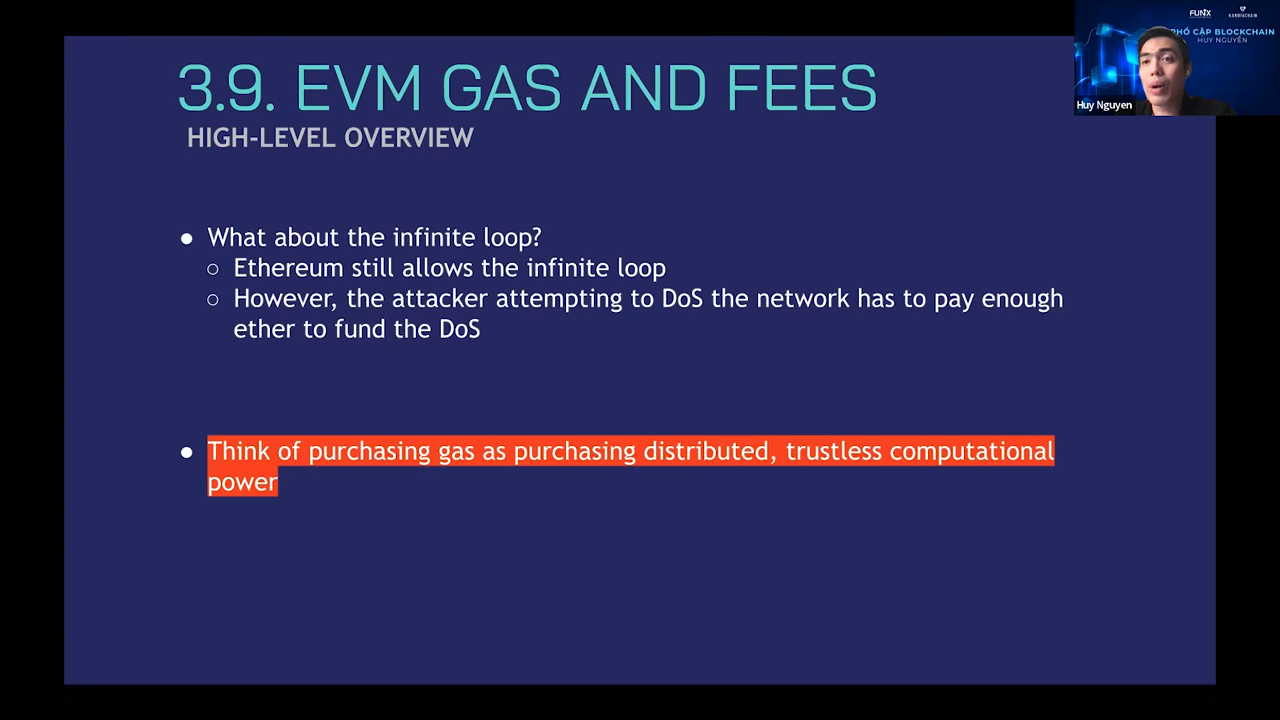 3.9. EVM GAS AND FEES
HIGH-LEVEL OVERVIEW
● What about the infinite loop?
○ Ethereum still allows the infinite loop
○ However, the attacker attempting to DoS the network has to pay enough
ether to fund the DoS
● Think of purchasing gas as purchasing distributed, trustless computational
power
FUNiX
PHỔ CẬP BLOCKCHAIN
HUY NGUYỄN
Huy Nguyen